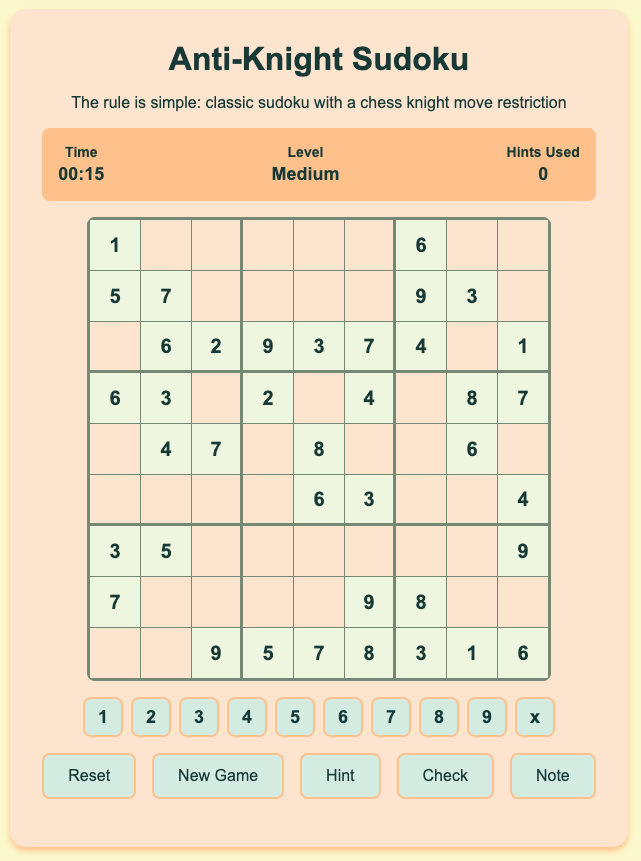 Anti-Knight Sudoku
The rule is simple: classic sudoku with a chess knight move restriction
Time Level Hints Used
00:15 Medium 0
1 6
5 7 9 3
6 2 9 3 7 4 1
6 3 2 4 8 7
4 7 8 6
6 3 4
3 5 9
7 9 8
9 5 7 8 3 1 6
1 2 3 4 5 6 7 8 9 x
Reset New Game Hint Check Note